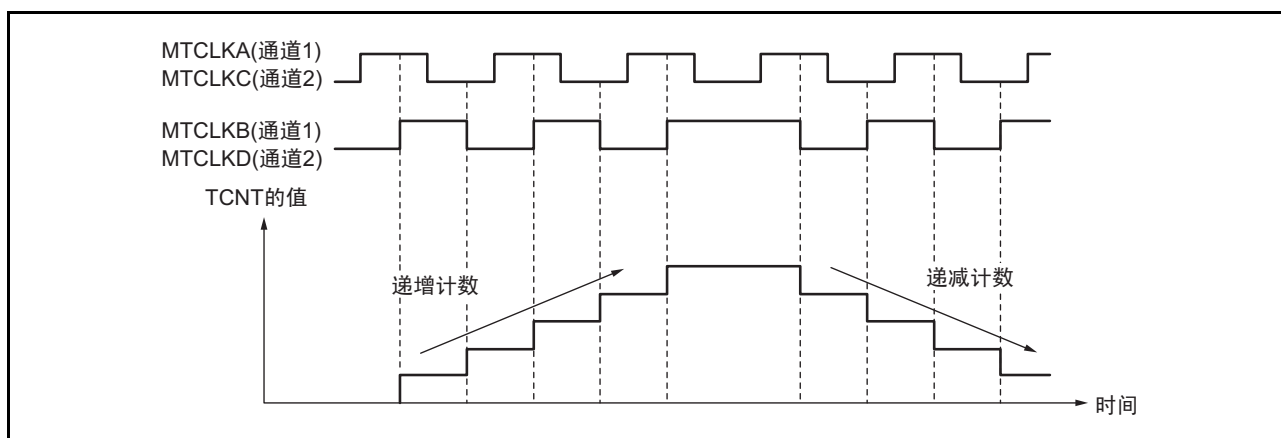 MTCLKA(通道1)
MTCLKC(通道2)
MTCLKB(通道1)
MTCLKD(通道2)
TCNT的值
递增计数
递减计数
时间